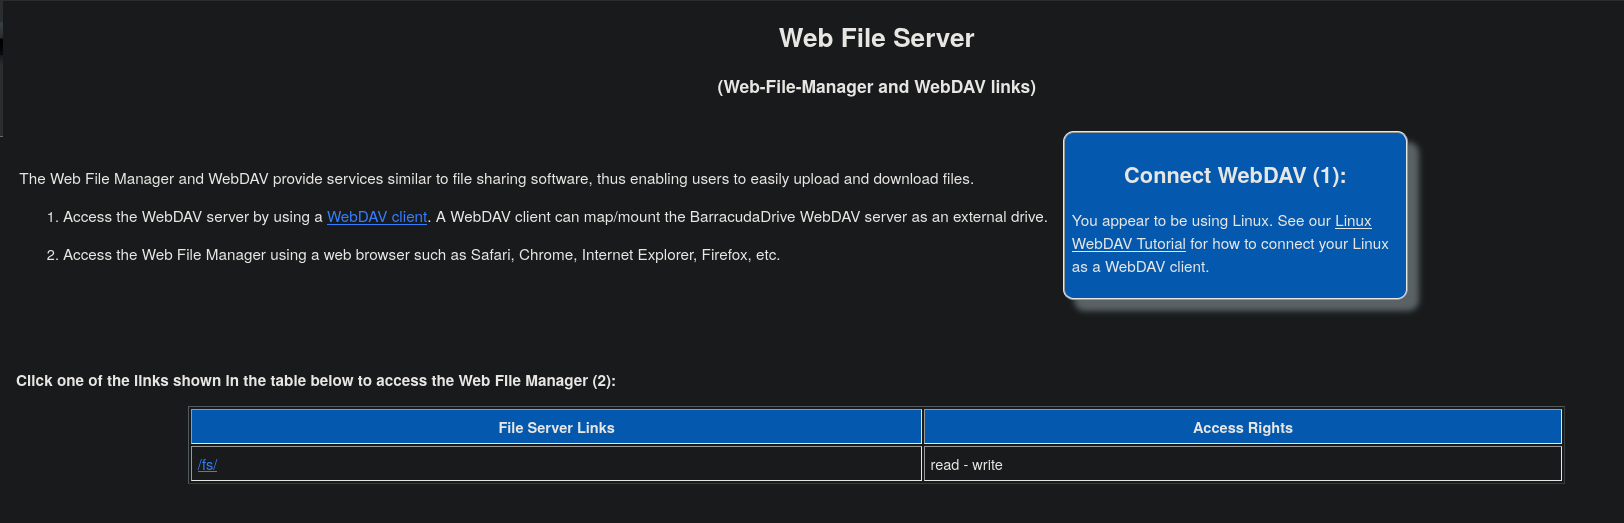 Web File Server
(Web-File-Manager and WebDAV links)
The Web File Manager and WebDAV provide services similar to file sharing software, thus enabling users to easily upload and download files.
1. Access the WebDAV server by using a WebDAV client. A WebDAV client can map/mount the BarracudaDrive WebDAV server as an external drive.
2. Access the Web File Manager using a web browser such as Safari, Chrome, Internet Explorer, Firefox, etc.
Connect WebDAV (1):
You appear to be using Linux. See our Linux
WebDAV Tutorial for how to connect your Linux
as a WebDAV client.
Click one of the links shown in the table below to access the Web File Manager (2):
File Server Links
Access Rights
/fs/
read - write